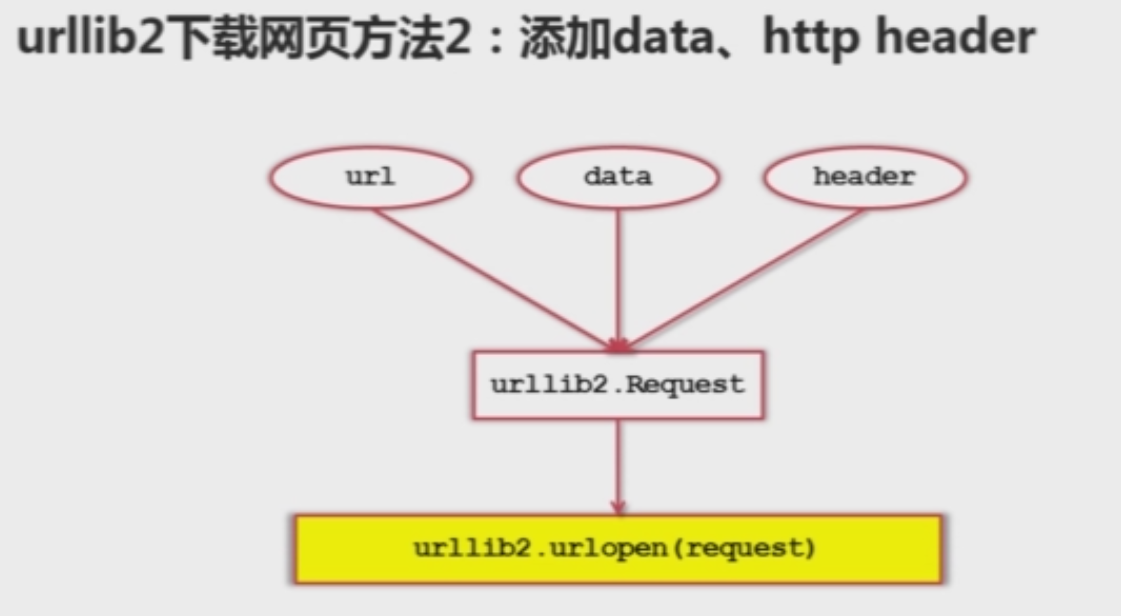 urllib2下载网页方法2：添加data、http header
url
data
header
urllib2.Request
urllib2.urlopen(request)